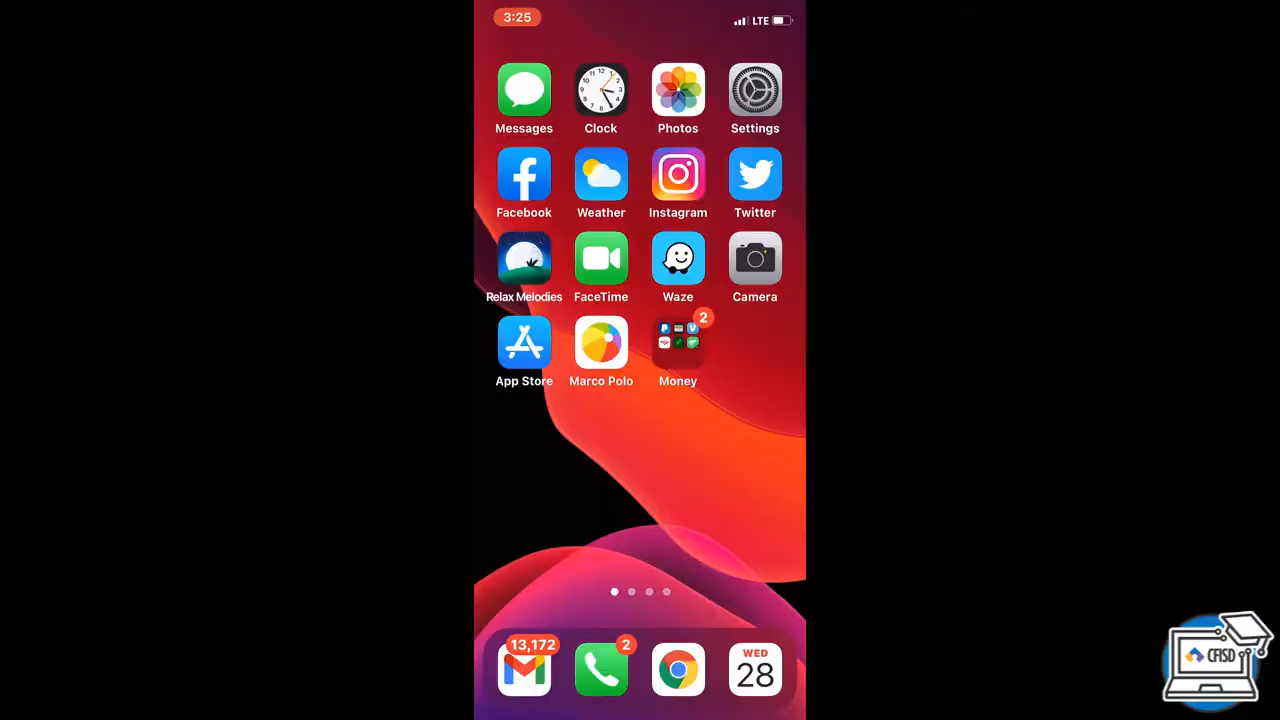 3:25 LTE
Messages Clock Photos Settings
Facebook Weather Instagram Twitter
Relax Melodies FaceTime Waze Camera
2
App Store Marco Polo Money
13,172 2 WED
28
CFISD